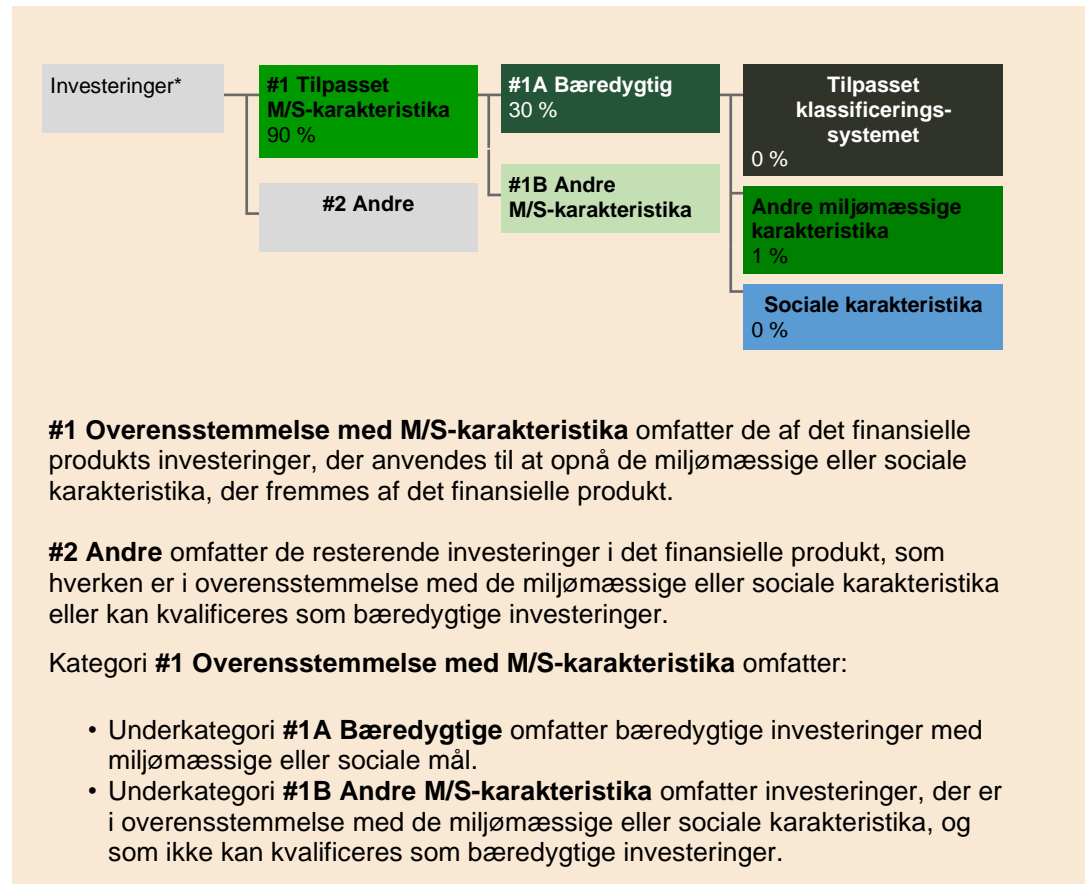 Investeringer*
#1 Tilpasset
M/S-karakteristika
90 %
#2 Andre
#1A Bæredygtig
30 %
#1B Andre
M/S-karakteristika
Tilpasset
klassificerings-
systemet
0 %
Andre miljømæssige
karakteristika
1 %
Sociale karakteristika
0 %
#1 Overensstemmelse med M/S-karakteristika omfatter de af det finansielle
produkts investeringer, der anvendes til at opnå de miljømæssige eller sociale
karakteristika, der fremmes af det finansielle produkt.
#2 Andre omfatter de resterende investeringer i det finansielle produkt, som
hverken er i overensstemmelse med de miljømæssige eller sociale karakteristika
eller kan kvalificeres som bæredygtige investeringer.
Kategori #1 Overensstemmelse med M/S-karakteristika omfatter:
• Underkategori #1A Bæredygtige omfatter bæredygtige investeringer med
miljømæssige eller sociale mål.
• Underkategori #1B Andre M/S-karakteristika omfatter investeringer, der er
i overensstemmelse med de miljømæssige eller sociale karakteristika, og
som ikke kan kvalificeres som bæredygtige investeringer.